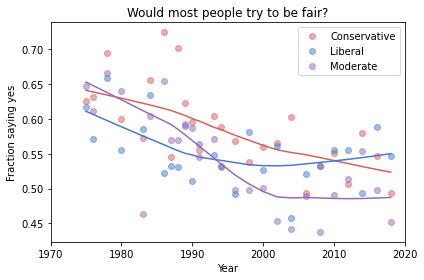 Would most people try to be fair?
Conservative
Liberal
Moderate
0.70
0.65
0.60
0.55
0.50
0.45
Fraction saying yes
1970
1980
1990
2000
2010
2020
Year